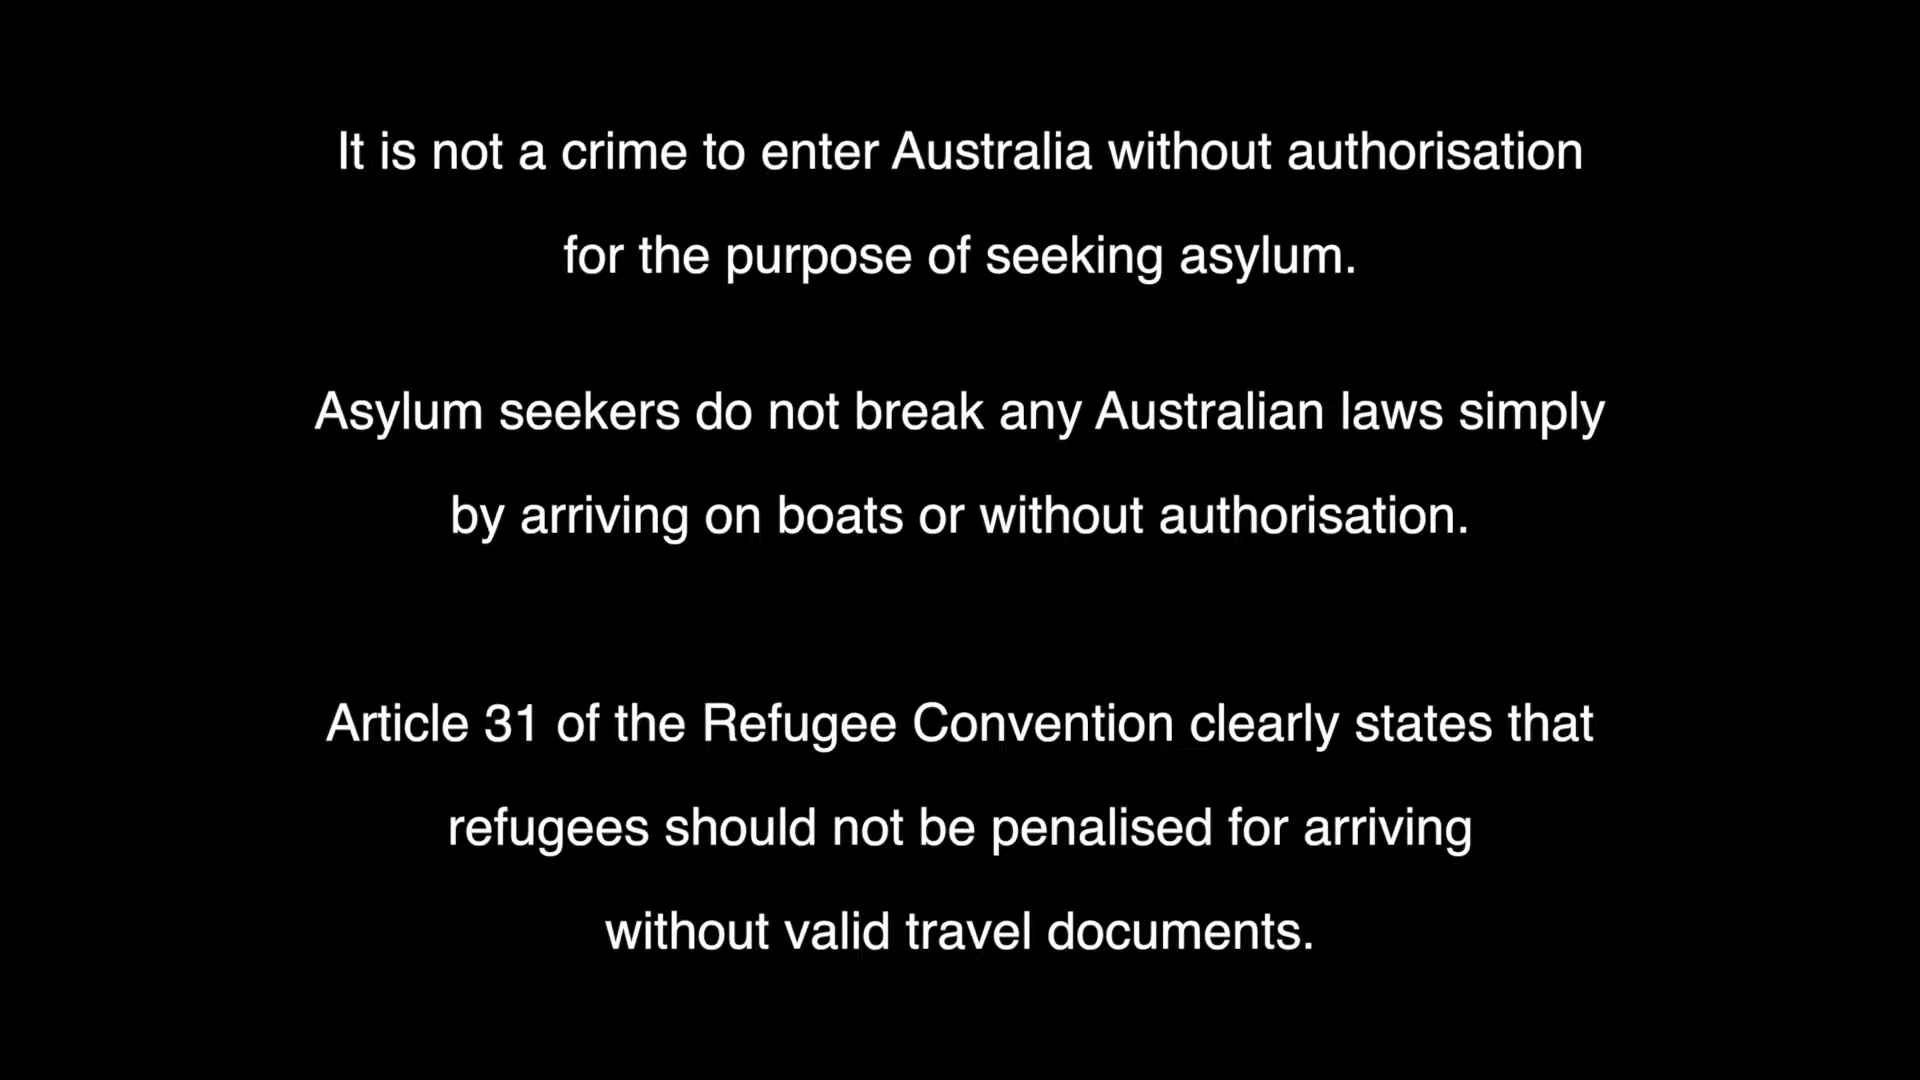 It is not a crime to enter Australia without authorisation
for the purpose of seeking asylum.
Asylum seekers do not break any Australian laws simply
by arriving on boats or without authorisation.
Article 31 of the Refugee Convention clearly states that
refugees should not be penalised for arriving
without valid travel documents.